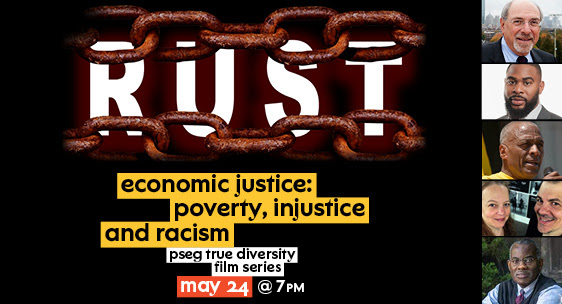 RUST
economic justice:
poverty, injustice
and racism
pseg true diversity
film series
may 24 @ 7PM